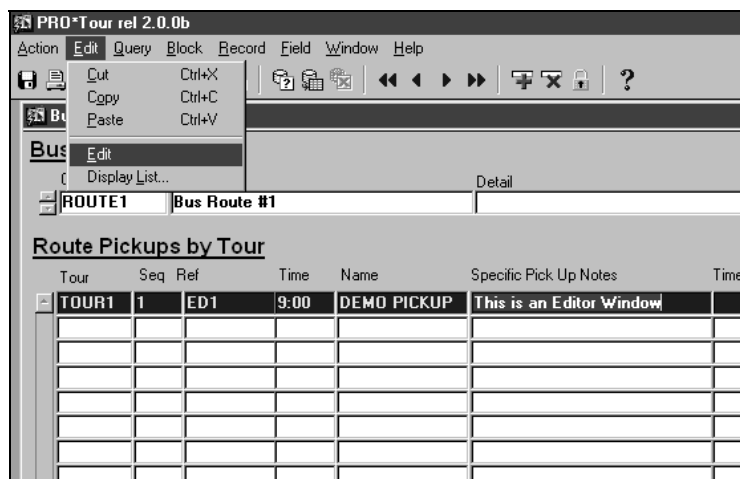 PRO*Tour rel 2.0.0b
Action Edit Query Block Record Field Window Help
Cut Ctrl+X
Copy Ctrl+C
Paste Ctrl+V
Edit
Display List...
Bus
Detail
ROUTE1 Bus Route #1
Route Pickups by Tour
Tour Seq Ref Time Name Specific Pick Up Notes Time
TOUR1 1 ED1 9:00 DEMO PICKUP This is an Editor Window